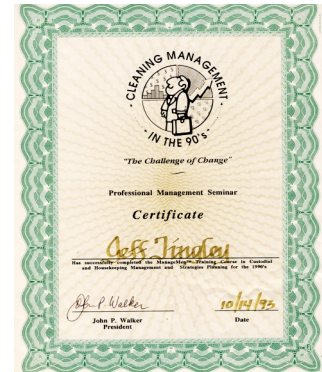 CLEANING MANAGEMENT
· IN THE 90's ·
"The Challenge of Change"
Professional Management Seminar
Certificate
Jeff Tingley
Has successfully completed the ManageMen™ Training Course in Custodial
and Housekeeping Management and Strategies Planning for the 1990's
John P. Walker
10/14/93
John P. Walker
Date
President